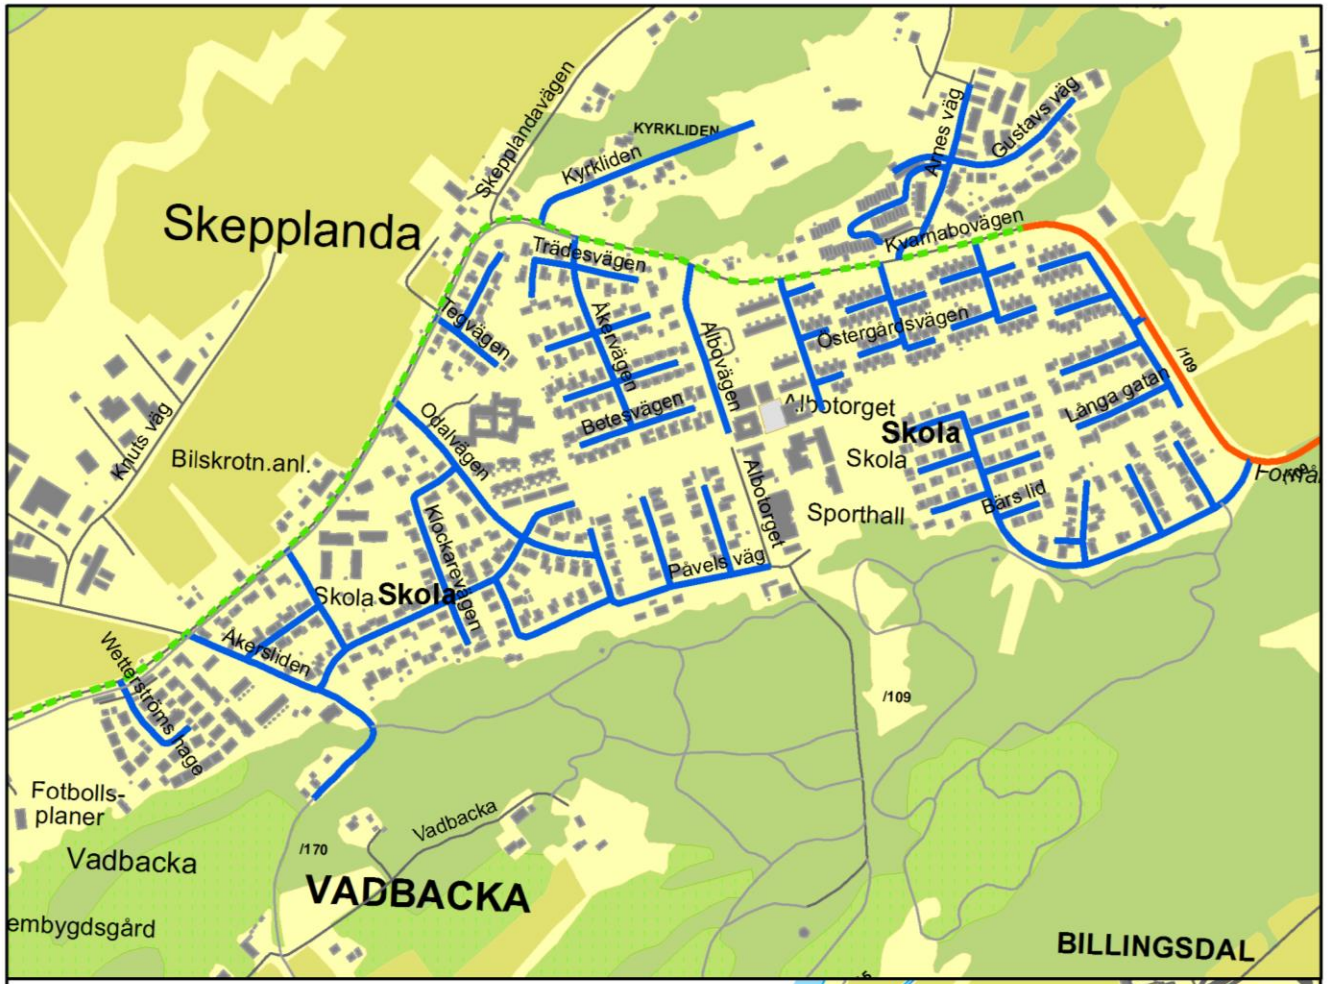 Skepplandavägen
KYRKLIDEN
Kyrkliden
Arnes väg
Gustavs väg
Skepplanda
Kvarnabovägen
Trädesvägen
Tegvägen
Åkervägen
Albovägen
Östergårdsvägen
/109
Långa gatan
Betesvägen
Albotorget
Odalvägen
Knuts väg
Bilskrotn.anl.
Skola
Skola
Albotorget
Bärs lid
Sporthall
Klockarevägen
Påvels väg
Skola
Skola
Åkersliden
Wetterströms hage
/109
Fotbolls-
planer
Vadbacka
Vadbacka
/170
VADBACKA
embygdsgård
BILLINGSDAL